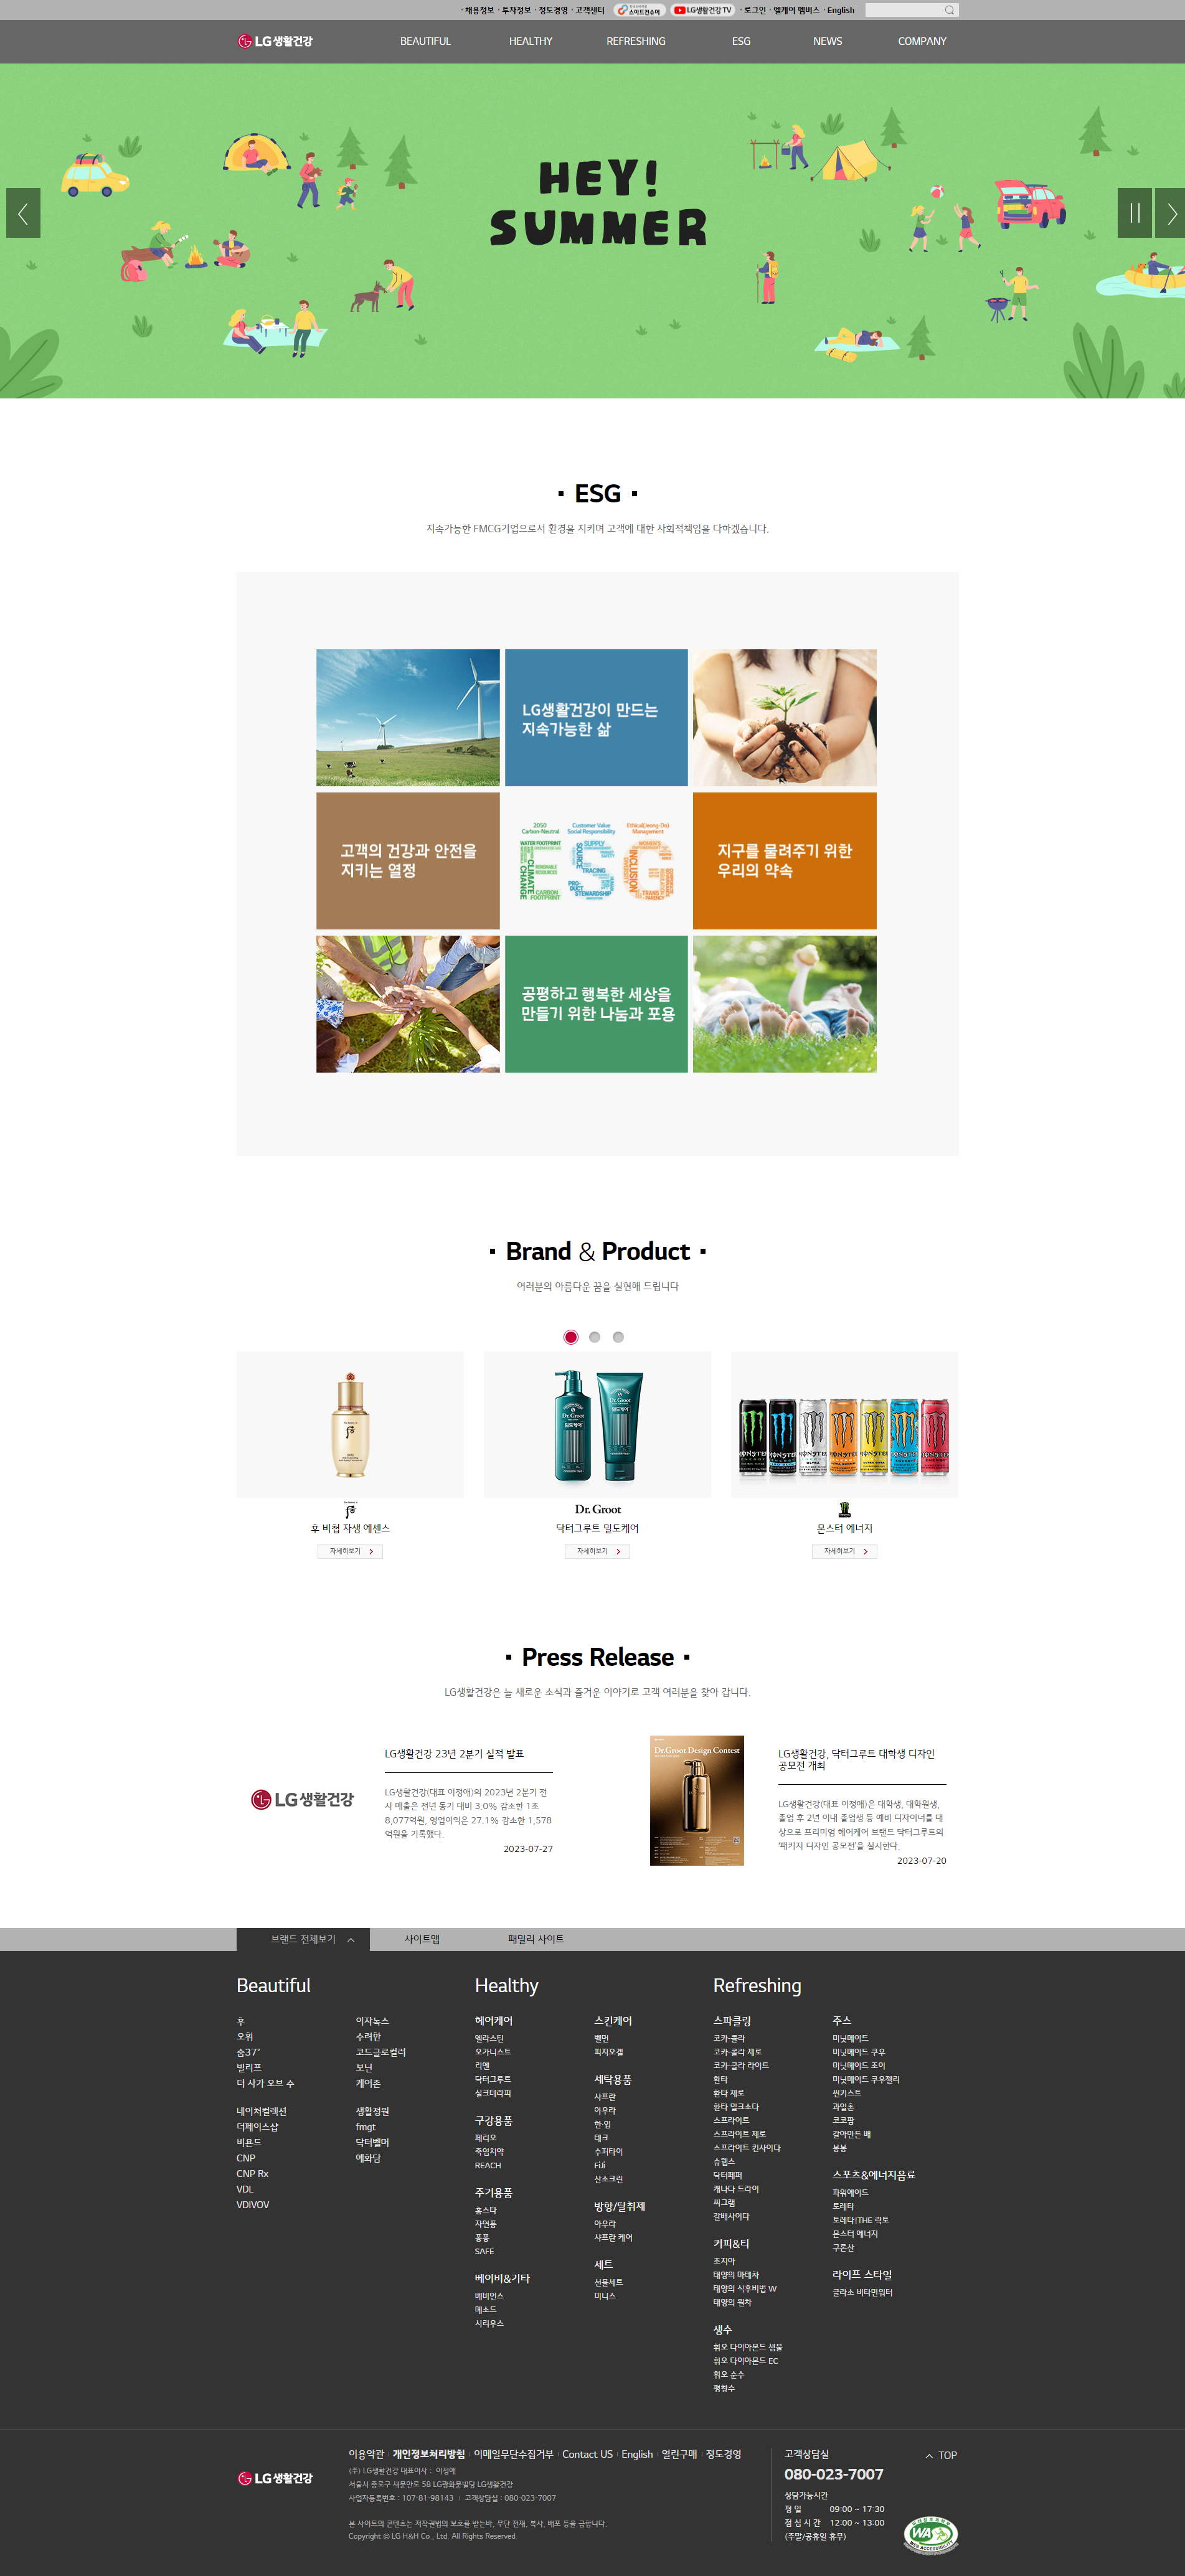 · 채용정보 · 투자정보 · 정도경영 · 고객센터 스마트컨슈머 LG생활건강 TV · 로그인 · 엘케어 멤버스 · English
LG생활건강 BEAUTIFUL HEALTHY REFRESHING ESG NEWS COMPANY
HEY!
SUMMER
ESG
지속가능한 FMCG기업으로서 환경을 지키며 고객에 대한 사회적책임을 다하겠습니다.
LG생활건강이 만드는
지속가능한 삶
고객의 건강과 안전을
지키는 열정
2050
Carbon-Neutral
Customer Value
Social Responsibility
Ethical(Jeong-Do)
Management
WATER FOOTPRINT
CLIMATE CHANGE
RENEWABLE
RESOURCES
CARBON
FOOTPRINT
SUPPLY
SOURCE
TRACING
PRO-
DUCT
STEWARDSHIP
WOMEN'S
INCLUSION
DIVERSITY
TRANS
PARENCY
지구를 물려주기 위한
우리의 약속
공평하고 행복한 세상을
만들기 위한 나눔과 포용
Brand & Product
여러분의 아름다운 꿈을 실현해 드립니다
후 비첩 자생 에센스
자세히보기
Dr.Groot
밀도케어
Dr. Groot
닥터그루트 밀도케어
자세히보기
MONSTER
몬스터 에너지
자세히보기
Press Release
LG생활건강은 늘 새로운 소식과 즐거운 이야기로 고객 여러분을 찾아 갑니다.
LG생활건강
LG생활건강 23년 2분기 실적 발표
LG생활건강(대표 이정애)의 2023년 2분기 전
사 매출은 전년 동기 대비 3.0% 감소한 1조
8,077억원, 영업이익은 27.1% 감소한 1,578
억원을 기록했다.
2023-07-27
Dr.Groot Design Contest
LG생활건강, 닥터그루트 대학생 디자인
공모전 개최
LG생활건강(대표 이정애)은 대학생, 대학원생,
졸업 후 2년 이내 졸업생 등 예비 디자이너를 대
상으로 프리미엄 헤어케어 브랜드 닥터그루트의
'패키지 디자인 공모전'을 실시한다.
2023-07-20
브랜드 전체보기 사이트맵 패밀리 사이트
Beautiful
후
오휘
숨37°
빌리프
더 사가 오브 수
네이처컬렉션
더페이스샵
비욘드
CNP
CNP Rx
VDL
VDIVOV
이자녹스
수려한
코드글로컬러
보닌
케어존
생활정원
fmgt
닥터벨머
예화담
Healthy
헤어케어
엘라스틴
오가니스트
리엔
닥터그루트
실크테라피
구강용품
페리오
죽염치약
REACH
주거용품
홈스타
자연퐁
퐁퐁
SAFE
베이비&기타
베비언스
메소드
시리우스
스킨케어
벨먼
피지오겔
세탁용품
샤프란
아우라
한·입
테크
수퍼타이
FiJi
산소크린
방향/탈취제
아우라
샤프란 케어
세트
선물세트
미니스
Refreshing
스파클링
코카-콜라
코카-콜라 제로
코카-콜라 라이트
환타
환타 제로
환타 밀크소다
스프라이트
스프라이트 제로
스프라이트 킨사이다
슈웹스
닥터페퍼
캐나다 드라이
씨그램
갈배사이다
커피&티
조지아
태양의 마테차
태양의 식후비법 W
태양의 원차
생수
휘오 다이아몬드 샘물
휘오 다이아몬드 EC
휘오 순수
평창수
주스
미닛메이드
미닛메이드 쿠우
미닛메이드 조이
미닛메이드 쿠우젤리
썬키스트
과일촌
코코팜
갈아만든 배
봉봉
스포츠&에너지음료
파워에이드
토레타
토레타!THE 락토
몬스터 에너지
구론산
라이프 스타일
글라소 비타민워터
LG생활건강
이용약관 개인정보처리방침 이메일무단수집거부 Contact US English 열린구매 정도경영
(주) LG생활건강 대표이사 : 이정애
서울시 종로구 새문안로 58 LG광화문빌딩 LG생활건강
사업자등록번호 : 107-81-98143 고객상담실 : 080-023-7007
본 사이트의 콘텐츠는 저작권법의 보호를 받는바, 무단 전재, 복사, 배포 등을 금합니다.
Copyright © LG H&H Co., Ltd. All Rights Reserved.
고객상담실
080-023-7007
상담가능시간
평 일 09:00 ~ 17:30
점 심 시 간 12:00 ~ 13:00
(주말/공휴일 휴무)
TOP
WA
WEB ACCESSIBILITY